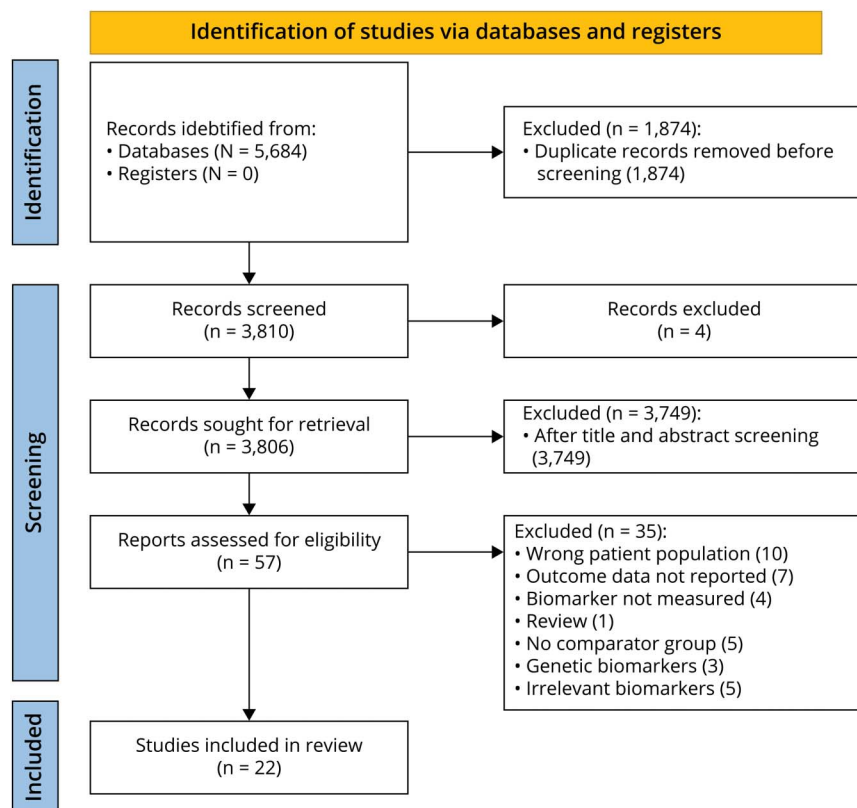 Identification of studies via databases and registers
Identification
Records idebtified from:
• Databases (N = 5,684)
• Registers (N = 0)
Excluded (n = 1,874):
• Duplicate records removed before
screening (1,874)
Screening
Records screened
(n = 3,810)
Records excluded
(n = 4)
Records sought for retrieval
(n = 3,806)
Excluded (n = 3,749):
• After title and abstract screening
(3,749)
Reports assessed for eligibility
(n = 57)
Excluded (n = 35):
• Wrong patient population (10)
• Outcome data not reported (7)
• Biomarker not measured (4)
• Review (1)
• No comparator group (5)
• Genetic biomarkers (3)
• Irrelevant biomarkers (5)
Included
Studies included in review
(n = 22)